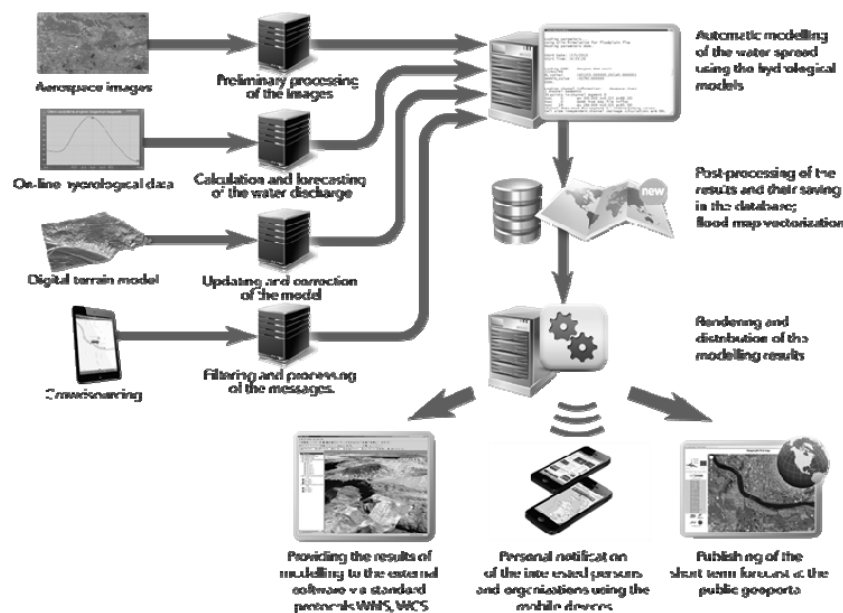 Aerospace images
Preliminary processing
of the images
Automatic modelling
of the water spread
using the hydrological
models
On-line hydrological data
Calculation and forecasting
of the water discharge
Post-processing of the
results and their saving
in the database;
flood map vectorization
new
Digital terrain model
Updating and correction
of the model
Rendering and
distribution of the
modelling results
Crowdsourcing
Filtering and processing
of the messages.
Providing the results of
modelling to the external
software via standard
protocols WMS, WCS
Personal notification
of the interested persons
and organizations using the
mobile devices
Publishing of the
short term forecast at the
public geoportal